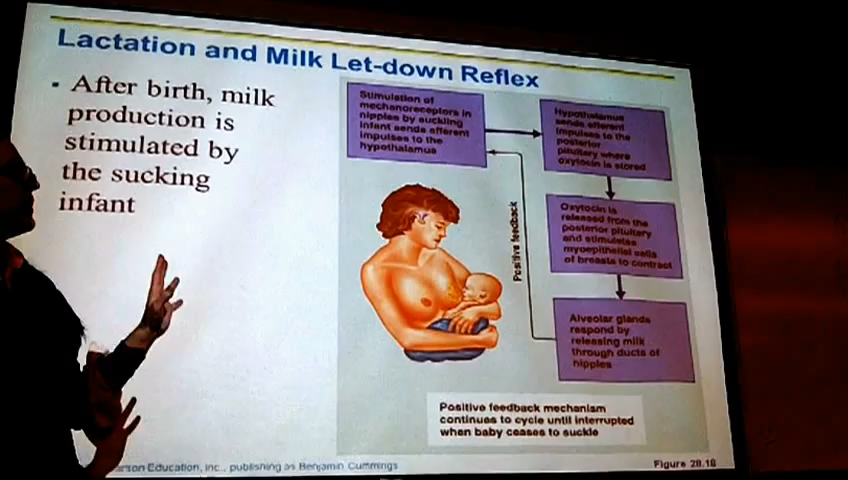 Lactation and Milk Let-down Reflex
▪ After birth, milk
production is
stimulated by
the sucking
infant
Stimulation of
mechanoreceptors in
nipples by suckling
infant sends afferent
impulses to the
hypothalamus
Hypothalamus
sends efferent
impulses to the
posterior
pituitary where
oxytocin is stored
Oxytocin is
released from the
posterior pituitary
and stimulates
myoepithelial cells
of breasts to contract
Alveolar glands
respond by
releasing milk
through ducts of
nipples
Positive feedback
Positive feedback mechanism
continues to cycle until interrupted
when baby ceases to suckle
Education, Inc., publishing as Benjamin Cummings
Figure 28.18